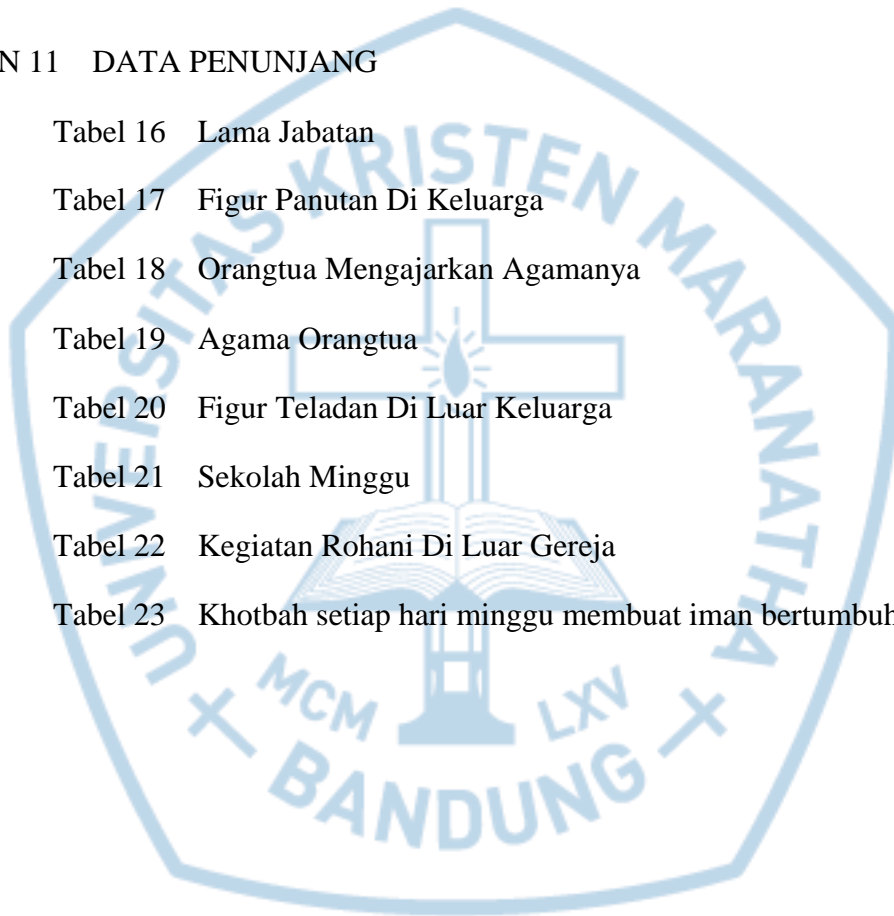 N 11 DATA PENUNJANG
Tabel 16 Lama Jabatan
Tabel 17 Figur Panutan Di Keluarga
Tabel 18 Orangtua Mengajarkan Agamanya
Tabel 19 Agama Orangtua
Tabel 20 Figur Teladan Di Luar Keluarga
Tabel 21 Sekolah Minggu
Tabel 22 Kegiatan Rohani Di Luar Gereja
Tabel 23 Khotbah setiap hari minggu membuat iman bertumbuh
UNIVERSITAS KRISTEN MARANATHA
MCM LXV
BANDUNG